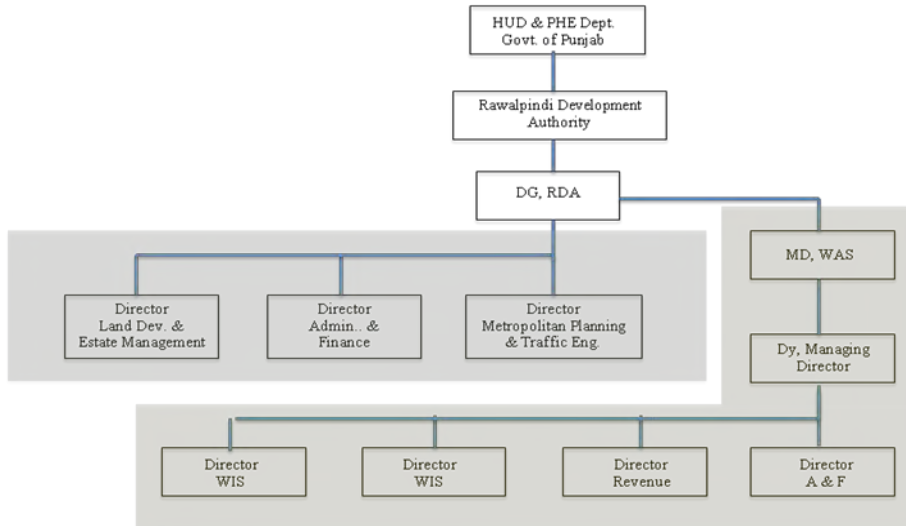 HUD & PHE Dept.
Govt. of Punjab
Rawalpindi Development
Authority
DG, RDA
MD, WAS
Director
Land Dev. &
Estate Management
Director
Admin.. &
Finance
Director
Metropolitan Planning
& Traffic Eng.
Dy, Managing
Director
Director
WIS
Director
WIS
Director
Revenue
Director
A & F